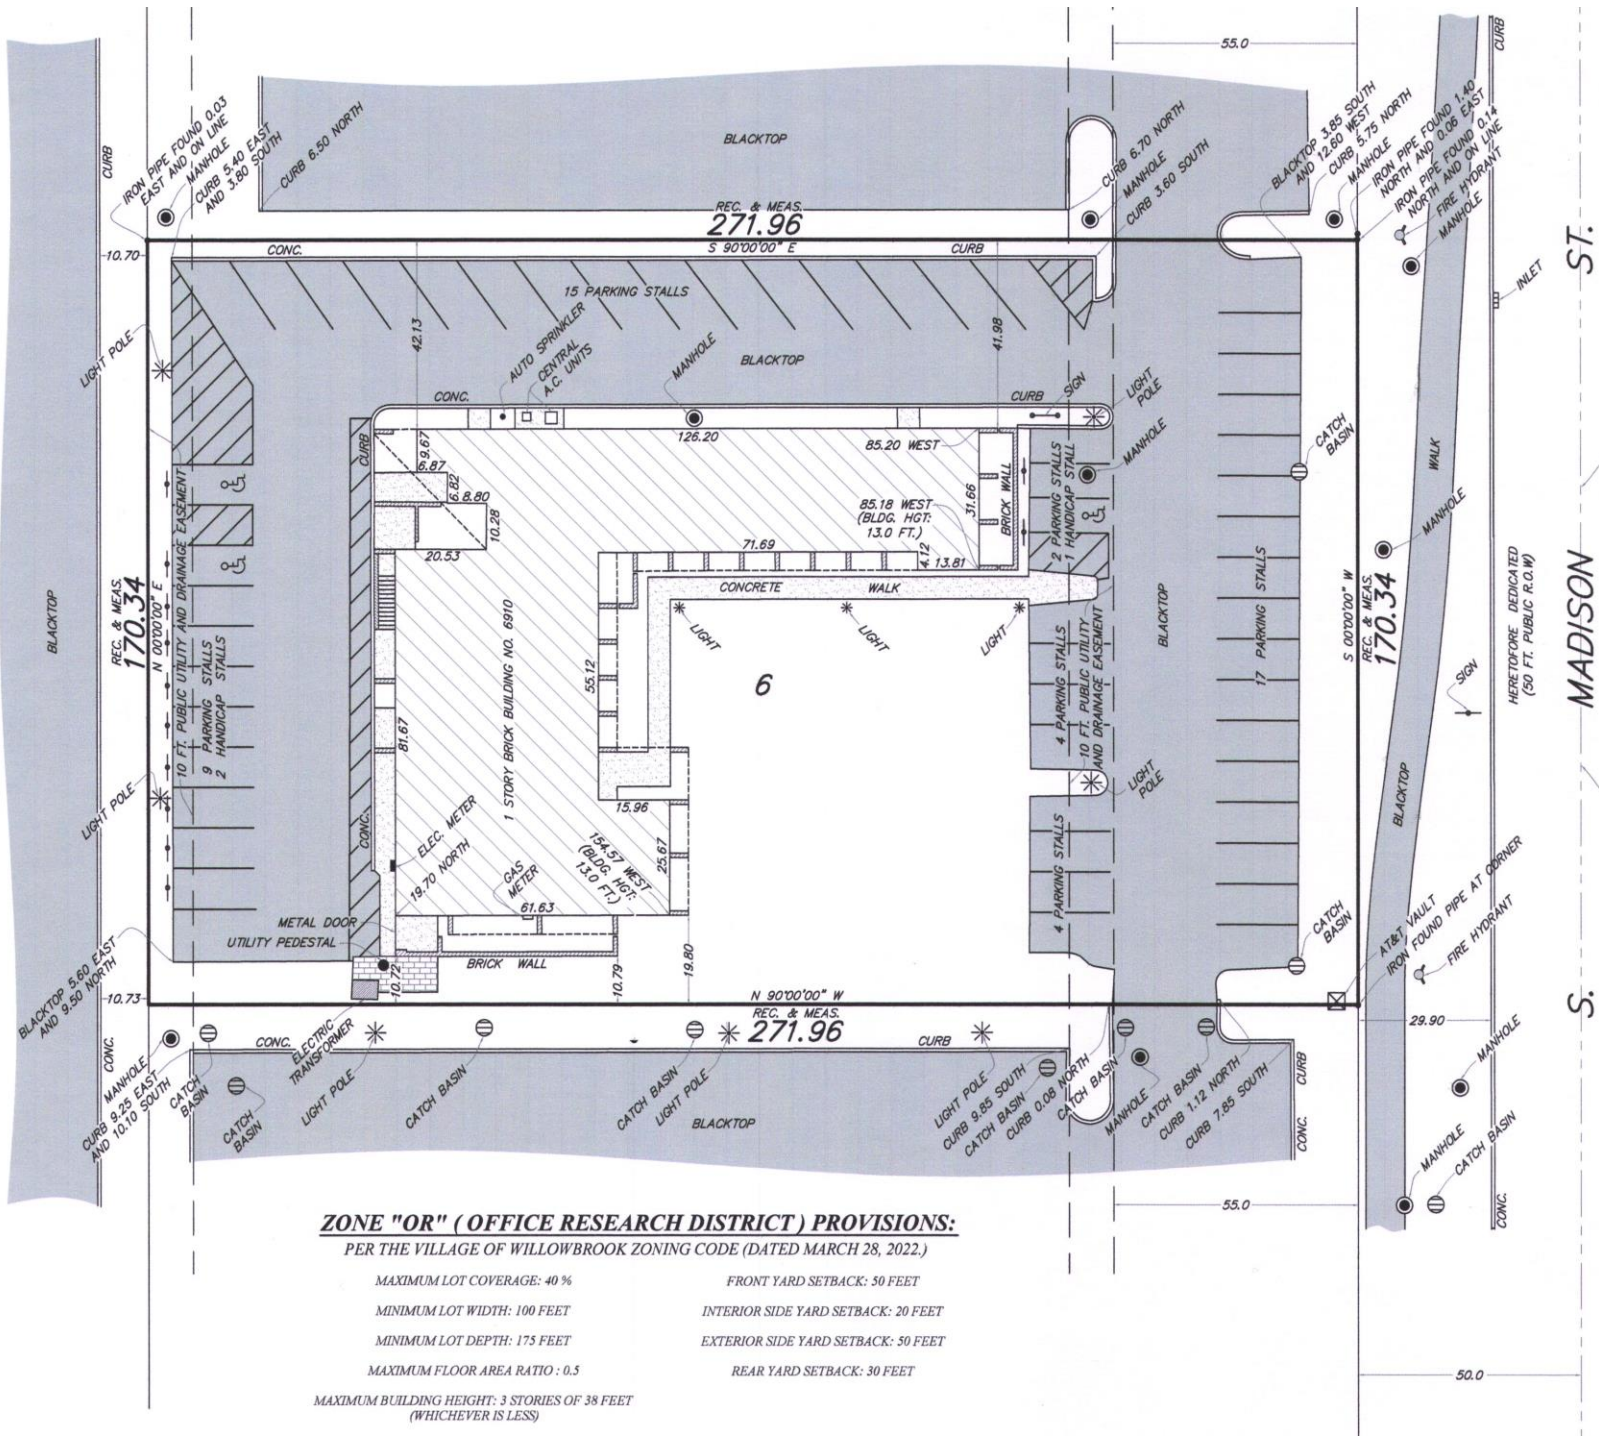 55.0
CURB
IRON PIPE FOUND 0.03
EAST AND ON LINE
MANHOLE
CURB 5.40 EAST
AND 3.80 SOUTH
CURB 6.50 NORTH
CURB
BLACKTOP
CURB 6.70 NORTH
MANHOLE
CURB 3.60 SOUTH
BLACKTOP 3.85 SOUTH
AND 12.60 WEST
CURB 5.75 NORTH
MANHOLE
IRON PIPE FOUND 1.40
NORTH AND 0.06 EAST
IRON PIPE FOUND 0.14
NORTH AND ON LINE
FIRE HYDRANT
MANHOLE
INLET
REC. & MEAS.
271.96
S 90°00'00" E
CONC.
CURB
10.70
15 PARKING STALLS
42.13
41.98
AUTO SPRINKLER
CENTRAL
A.C. UNITS
MANHOLE
BLACKTOP
LIGHT POLE
CONC.
CURB
SIGN
LIGHT
POLE
MANHOLE
CATCH
BASIN
WALK
MANHOLE
CURB
9.67
6.87
6.82
8.80
10.28
20.53
126.20
85.20 WEST
85.18 WEST
(BLDG. HGT:
13.0 FT.)
31.66
BRICK WALL
71.69
4.12
13.81
CONCRETE WALK
2 PARKING STALLS
1 HANDICAP STALL
LIGHT
LIGHT
LIGHT
6
55.12
1 STORY BRICK BUILDING NO. 6910
81.67
BLACKTOP
REC. & MEAS.
170.34
N 00°00'00" E
10 FT. PUBLIC UTILITY AND DRAINAGE EASEMENT
9 PARKING STALLS
2 HANDICAP STALLS
4 PARKING STALLS
10 FT. PUBLIC UTILITY
AND DRAINAGE EASEMENT
BLACKTOP
17 PARKING STALLS
S 00°00'00" W
REC. & MEAS.
170.34
HERETOFORE DEDICATED
(50 FT. PUBLIC R.O.W)
S. MADISON ST.
SIGN
BLACKTOP
LIGHT POLE
LIGHT
POLE
4 PARKING STALLS
CONC.
ELEC. METER
19.70 NORTH
GAS
METER
61.63
15.96
25.67
154.57 WEST
(BLDG. HGT:
13.0 FT.)
METAL DOOR
UTILITY PEDESTAL
BRICK WALL
10.72
10.79
19.80
CATCH
BASIN
AT&T VAULT
IRON FOUND PIPE AT CORNER
FIRE HYDRANT
BLACKTOP 5.60 EAST
AND 9.50 NORTH
10.73
N 90°00'00" W
REC. & MEAS.
271.96
29.90
CONC.
MANHOLE
CURB 9.25 EAST
AND 10.10 SOUTH
CATCH
BASIN
CATCH
BASIN
CONC.
ELECTRIC
TRANSFORMER
LIGHT POLE
CATCH BASIN
CATCH BASIN
LIGHT POLE
BLACKTOP
CURB
LIGHT POLE
CURB 9.85 SOUTH
CATCH BASIN
CURB 0.08 NORTH
CATCH BASIN
MANHOLE
CATCH BASIN
CURB 1.12 NORTH
CURB 7.85 SOUTH
CURB
CONC.
MANHOLE
MANHOLE
CATCH BASIN
CONC.
55.0
50.0
ZONE "OR" ( OFFICE RESEARCH DISTRICT ) PROVISIONS:
PER THE VILLAGE OF WILLOWBROOK ZONING CODE (DATED MARCH 28, 2022.)
MAXIMUM LOT COVERAGE: 40 %
MINIMUM LOT WIDTH: 100 FEET
MINIMUM LOT DEPTH: 175 FEET
MAXIMUM FLOOR AREA RATIO : 0.5
MAXIMUM BUILDING HEIGHT: 3 STORIES OF 38 FEET
(WHICHEVER IS LESS)
FRONT YARD SETBACK: 50 FEET
INTERIOR SIDE YARD SETBACK: 20 FEET
EXTERIOR SIDE YARD SETBACK: 50 FEET
REAR YARD SETBACK: 30 FEET